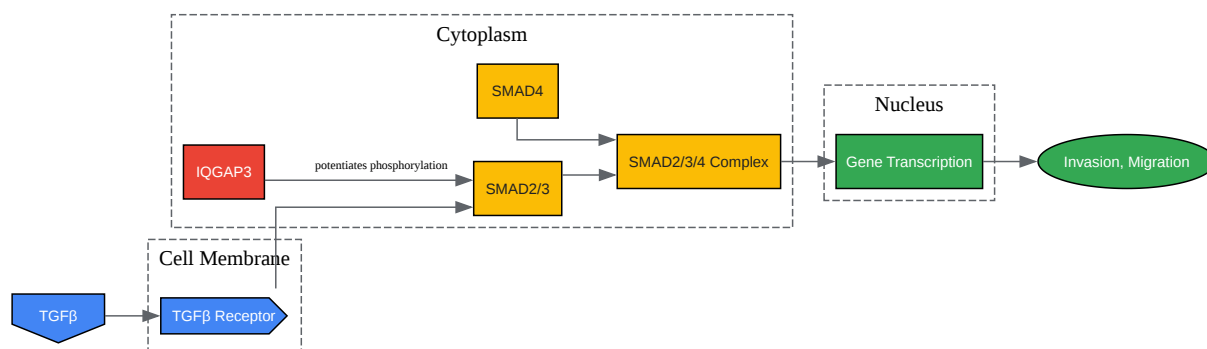 Cytoplasm
SMAD4
Nucleus
IQGAP3
potentiates phosphorylation
SMAD2/3
SMAD2/3/4 Complex
Gene Transcription
Invasion, Migration
Cell Membrane
TGFβ
TGFβ Receptor